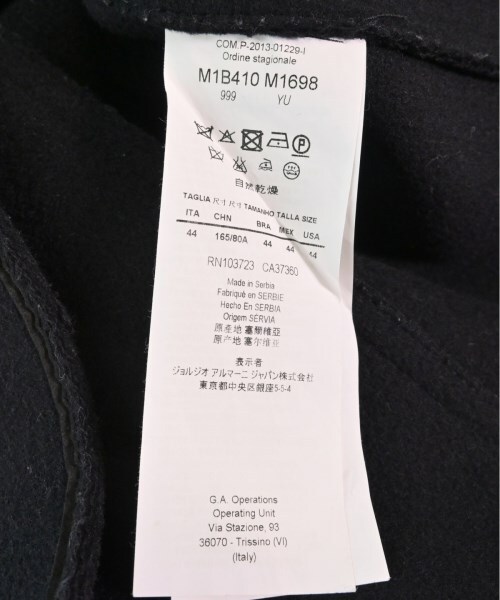 COM.P-2013-01229-I
Ordine stagionale
M1B410 M1698
999 YU
P
自然乾燥
TAGLIA 尺寸 尺寸 TAMANHO TALLA SIZE
ITA CHN BRA MEX USA
44 165/80A 44 44 44
RN103723 CA37360
Made in Serbia
Fabriqué en SERBIE
Hecho En SERBIA
Origem SÉRVIA
原產地 塞爾維亞
原产地 塞尔维亚
表示者
ジョルジオ アルマーニ ジャパン株式会社
東京都中央区銀座5-5-4
G.A. Operations
Operating Unit
Via Stazione, 93
36070 - Trissino (VI)
(Italy)